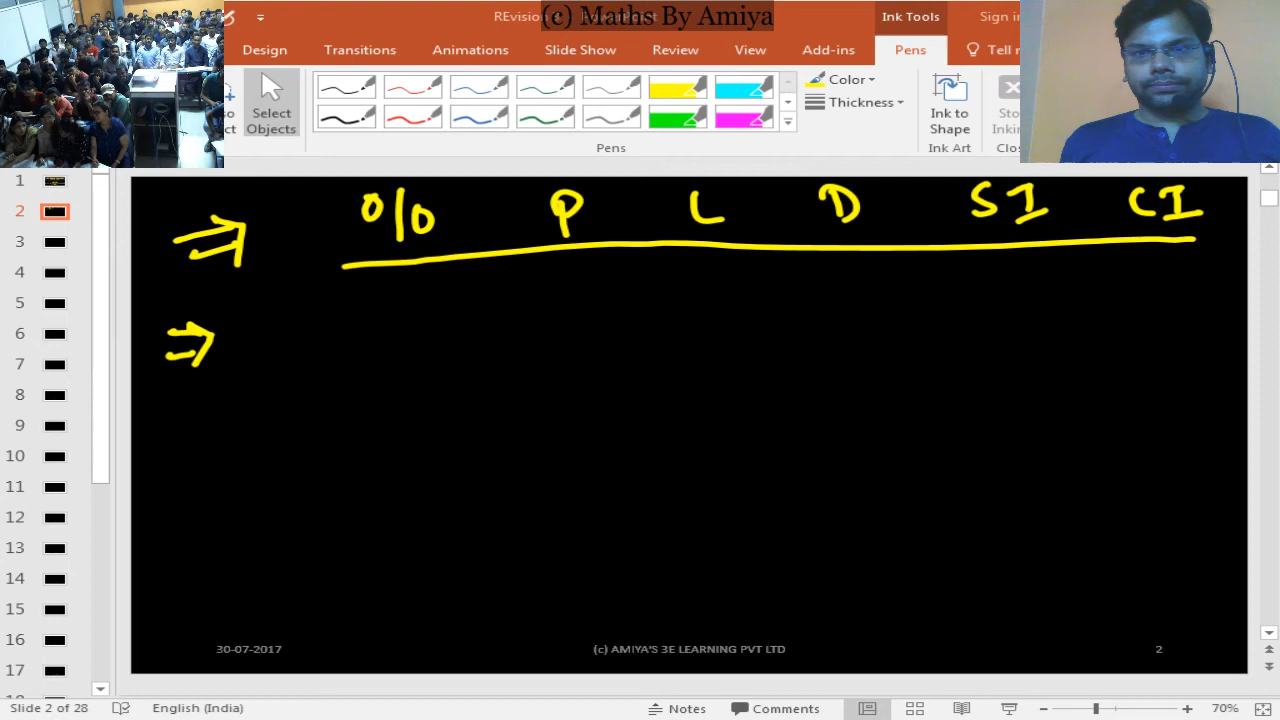 REvision
(c) Maths By Amiya
Ink Tools
Sign in
Design Transitions Animations Slide Show Review View Add-ins Pens Tell
Select Objects
Color
Thickness
Ink to Shape
Pens
Ink Art
1
2
3
4
5
6
7
8
9
10
11
12
13
14
15
16
17
⇒ 0/0 P L D SI CI
⇒
30-07-2017 (c) AMIYA'S 3E LEARNING PVT LTD 2
Slide 2 of 28 English (India) Notes Comments 70%